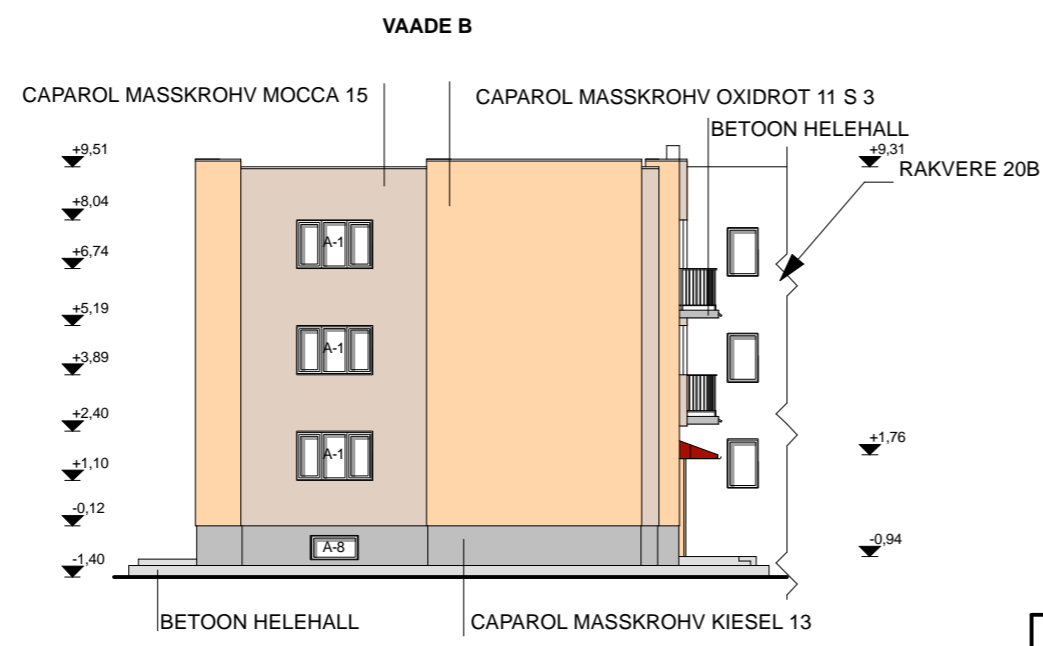 VAADE B
CAPAROL MASSKROHV MOCCA 15
CAPAROL MASSKROHV OXIDROT 11 S 3
BETOON HELEHALL
+9,51
+9,31
RAKVERE 20B
+8,04
A-1
+6,74
+5,19
A-1
+3,89
+2,40
+1,76
A-1
+1,10
-0,12
A-8
-0,94
-1,40
BETOON HELEHALL
CAPAROL MASSKROHV KIESEL 13